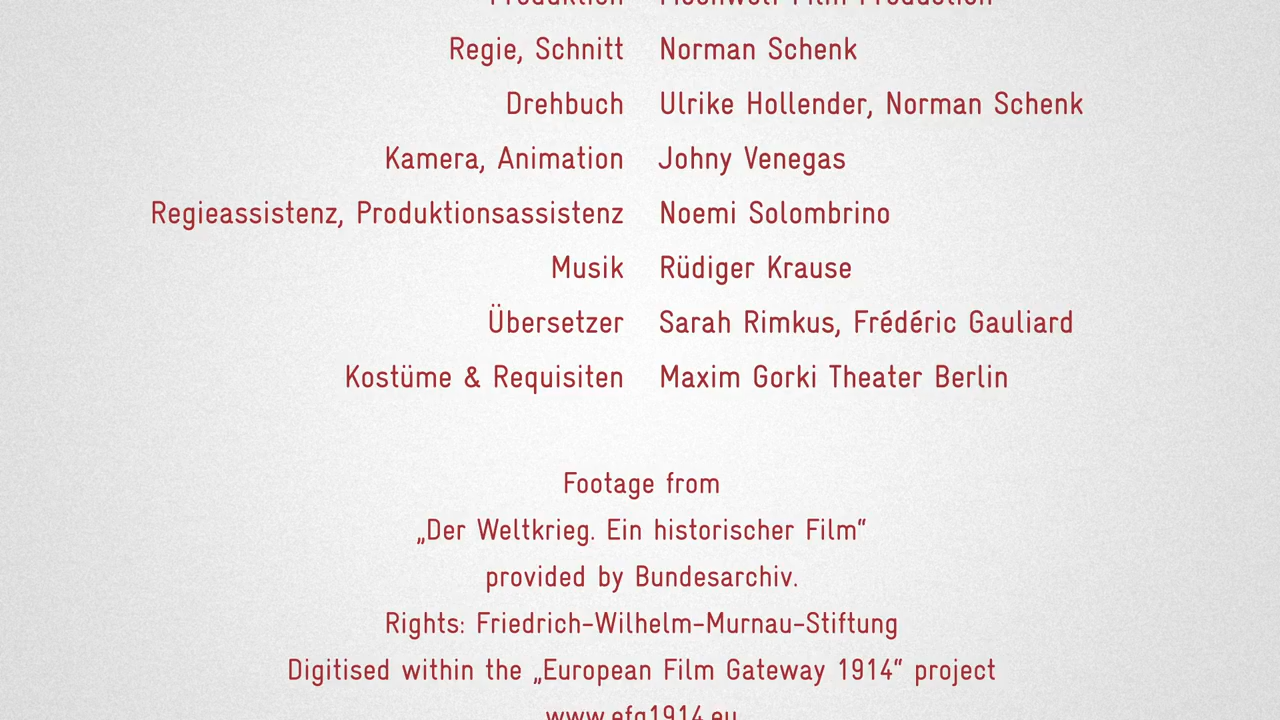 Produktion Moonwolf Film Production
Regie, Schnitt Norman Schenk
Drehbuch Ulrike Hollender, Norman Schenk
Kamera, Animation Johny Venegas
Regieassistenz, Produktionsassistenz Noemi Solombrino
Musik Rüdiger Krause
Übersetzer Sarah Rimkus, Frédéric Gauliard
Kostüme & Requisiten Maxim Gorki Theater Berlin
Footage from
„Der Weltkrieg. Ein historischer Film“
provided by Bundesarchiv.
Rights: Friedrich-Wilhelm-Murnau-Stiftung
Digitised within the „European Film Gateway 1914“ project
www.efg1914.eu